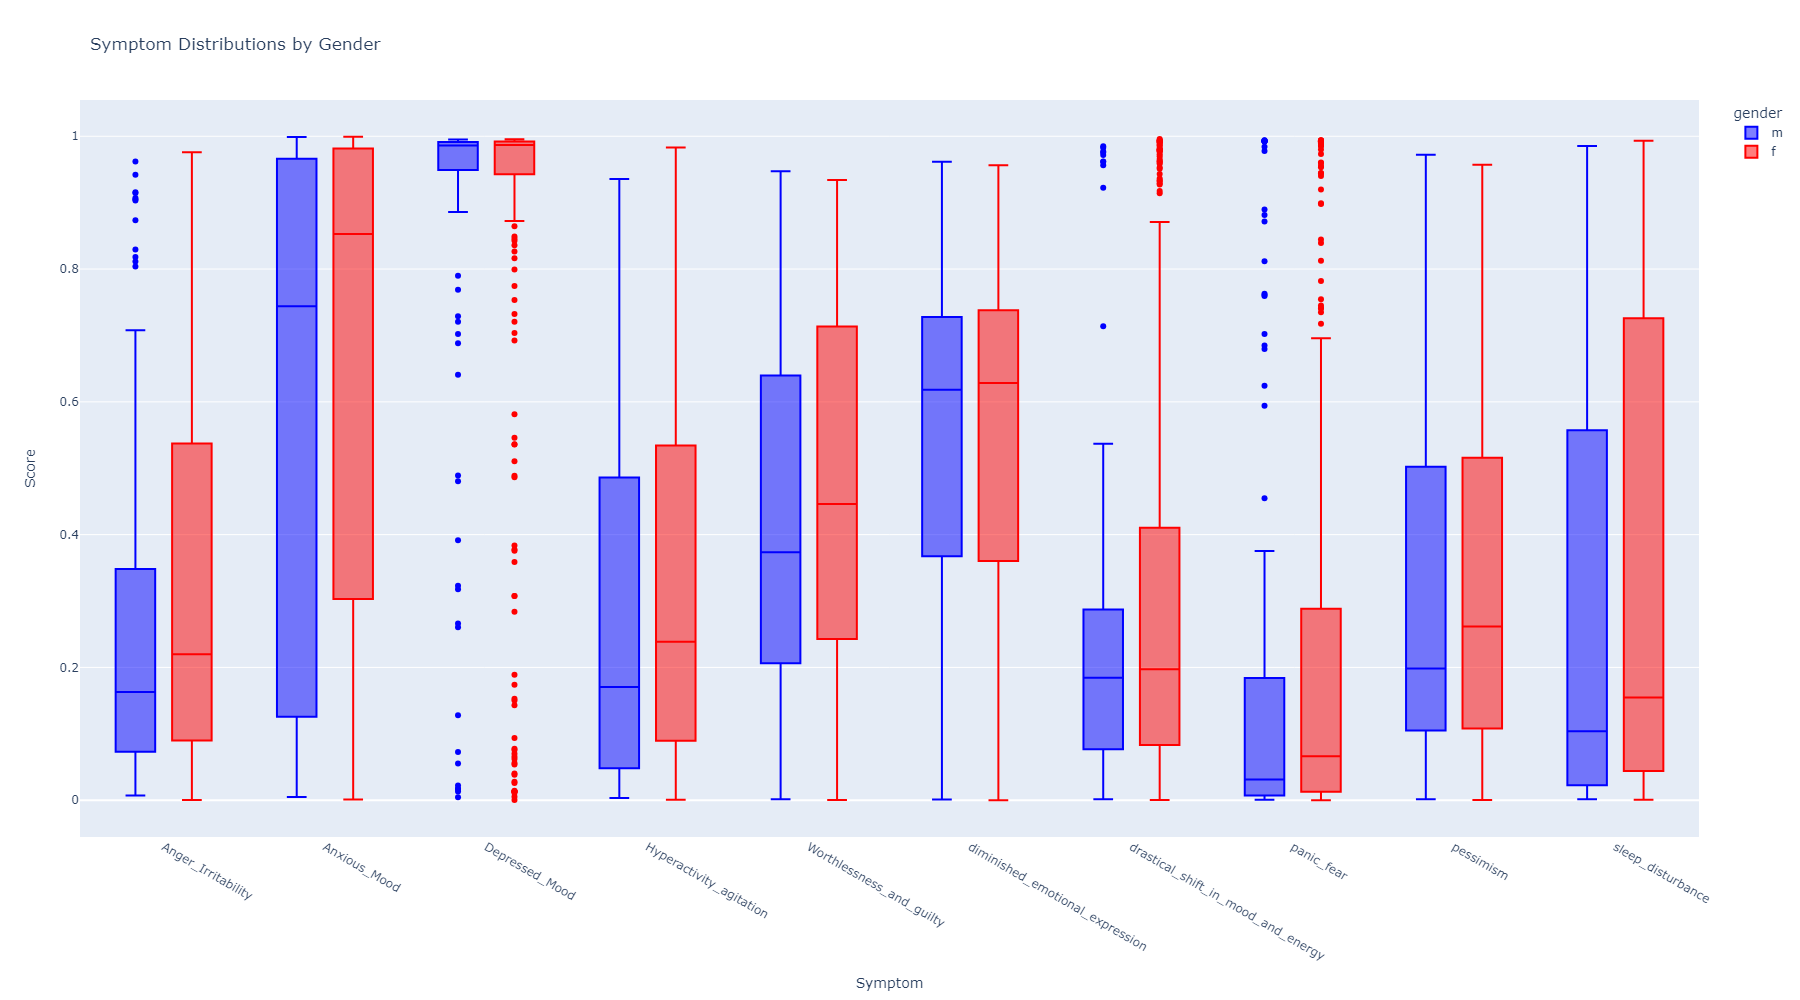 Symptom Distributions by Gender
gender
m
f
Score
1
0.8
0.6
0.4
0.2
0
Anger_Irritability
Anxious_Mood
Depressed_Mood
Hyperactivity_agitation
Worthlessness_and_guilty
diminished_emotional_expression
drastical_shift_in_mood_and_energy
panic_fear
pessimism
sleep_disturbance
Symptom